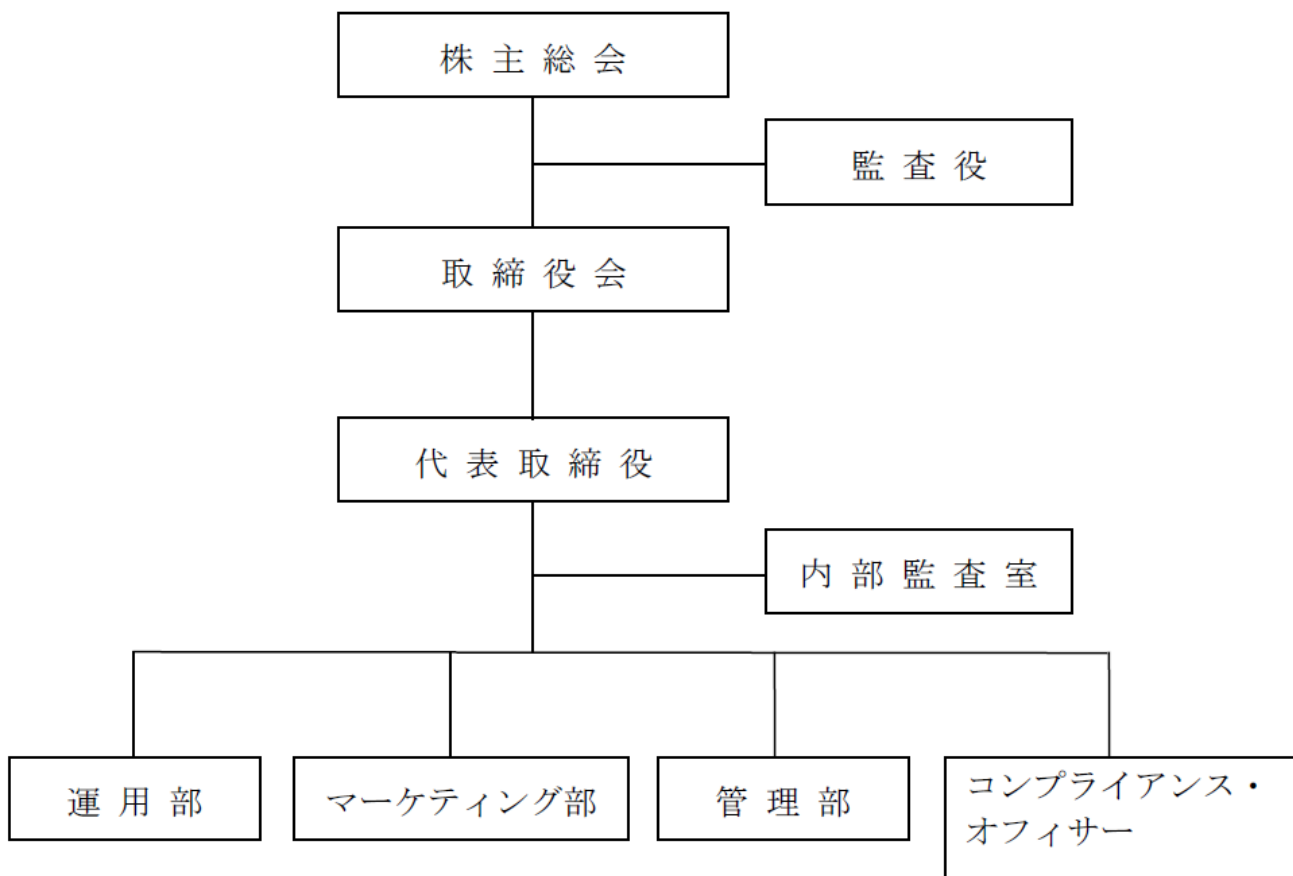 株主総会
監査役
取締役会
代表取締役
内部監査室
運用部
マーケティング部
管理部
コンプライアンス・
オフィサー